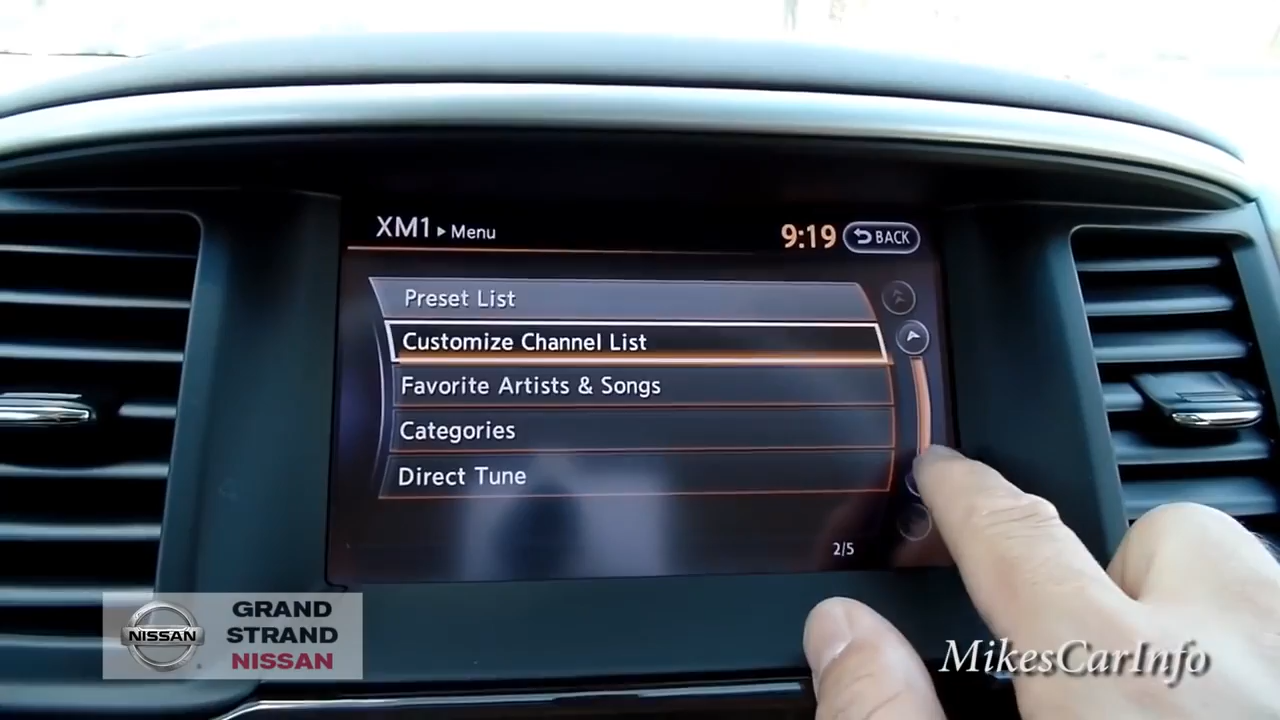 XM1 ▸ Menu
9:19
BACK
Preset List
Customize Channel List
Favorite Artists & Songs
Categories
Direct Tune
2/5
NISSAN
GRAND
STRAND
NISSAN
MikesCarInfo